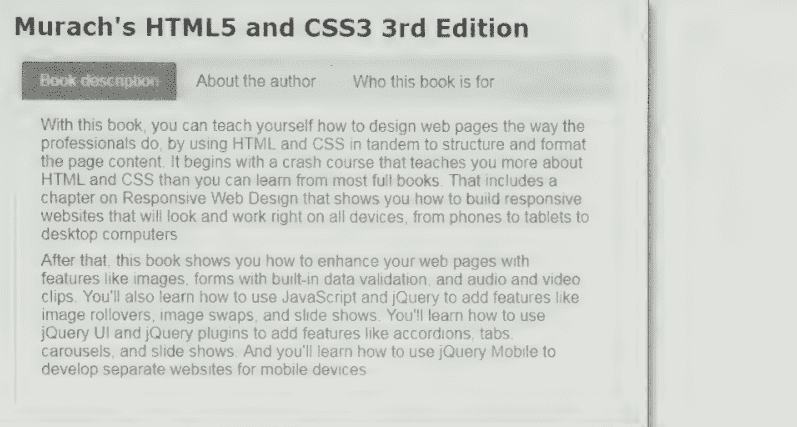 Murach's HTML5 and CSS3 3rd Edition
Book description About the author Who this book is for
With this book, you can teach yourself how to design web pages the way the
professionals do, by using HTML and CSS in tandem to structure and format
the page content. It begins with a crash course that teaches you more about
HTML and CSS than you can learn from most full books. That includes a
chapter on Responsive Web Design that shows you how to build responsive
websites that will look and work right on all devices, from phones to tablets to
desktop computers
After that, this book shows you how to enhance your web pages with
features like images, forms with built-in data validation, and audio and video
clips. You'll also learn how to use JavaScript and jQuery to add features like
image rollovers, image swaps, and slide shows. You'll learn how to use
jQuery UI and jQuery plugins to add features like accordions, tabs.
carousels, and slide shows. And you'll learn how to use jQuery Mobile to
develop separate websites for mobile devices